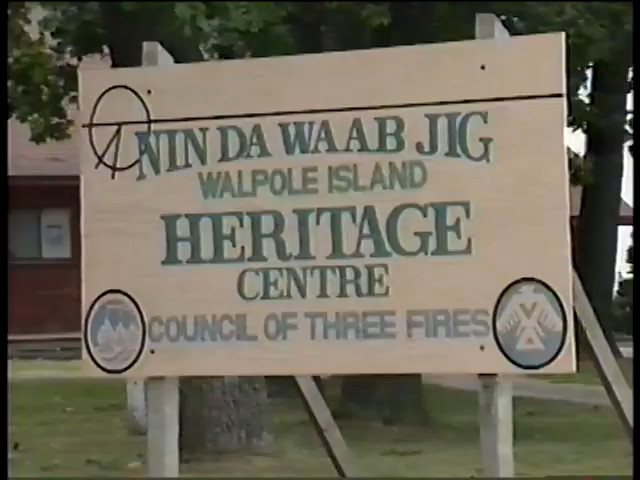 NIN DA WAAB JIG
WALPOLE ISLAND
HERITAGE
CENTRE
COUNCIL OF THREE FIRES